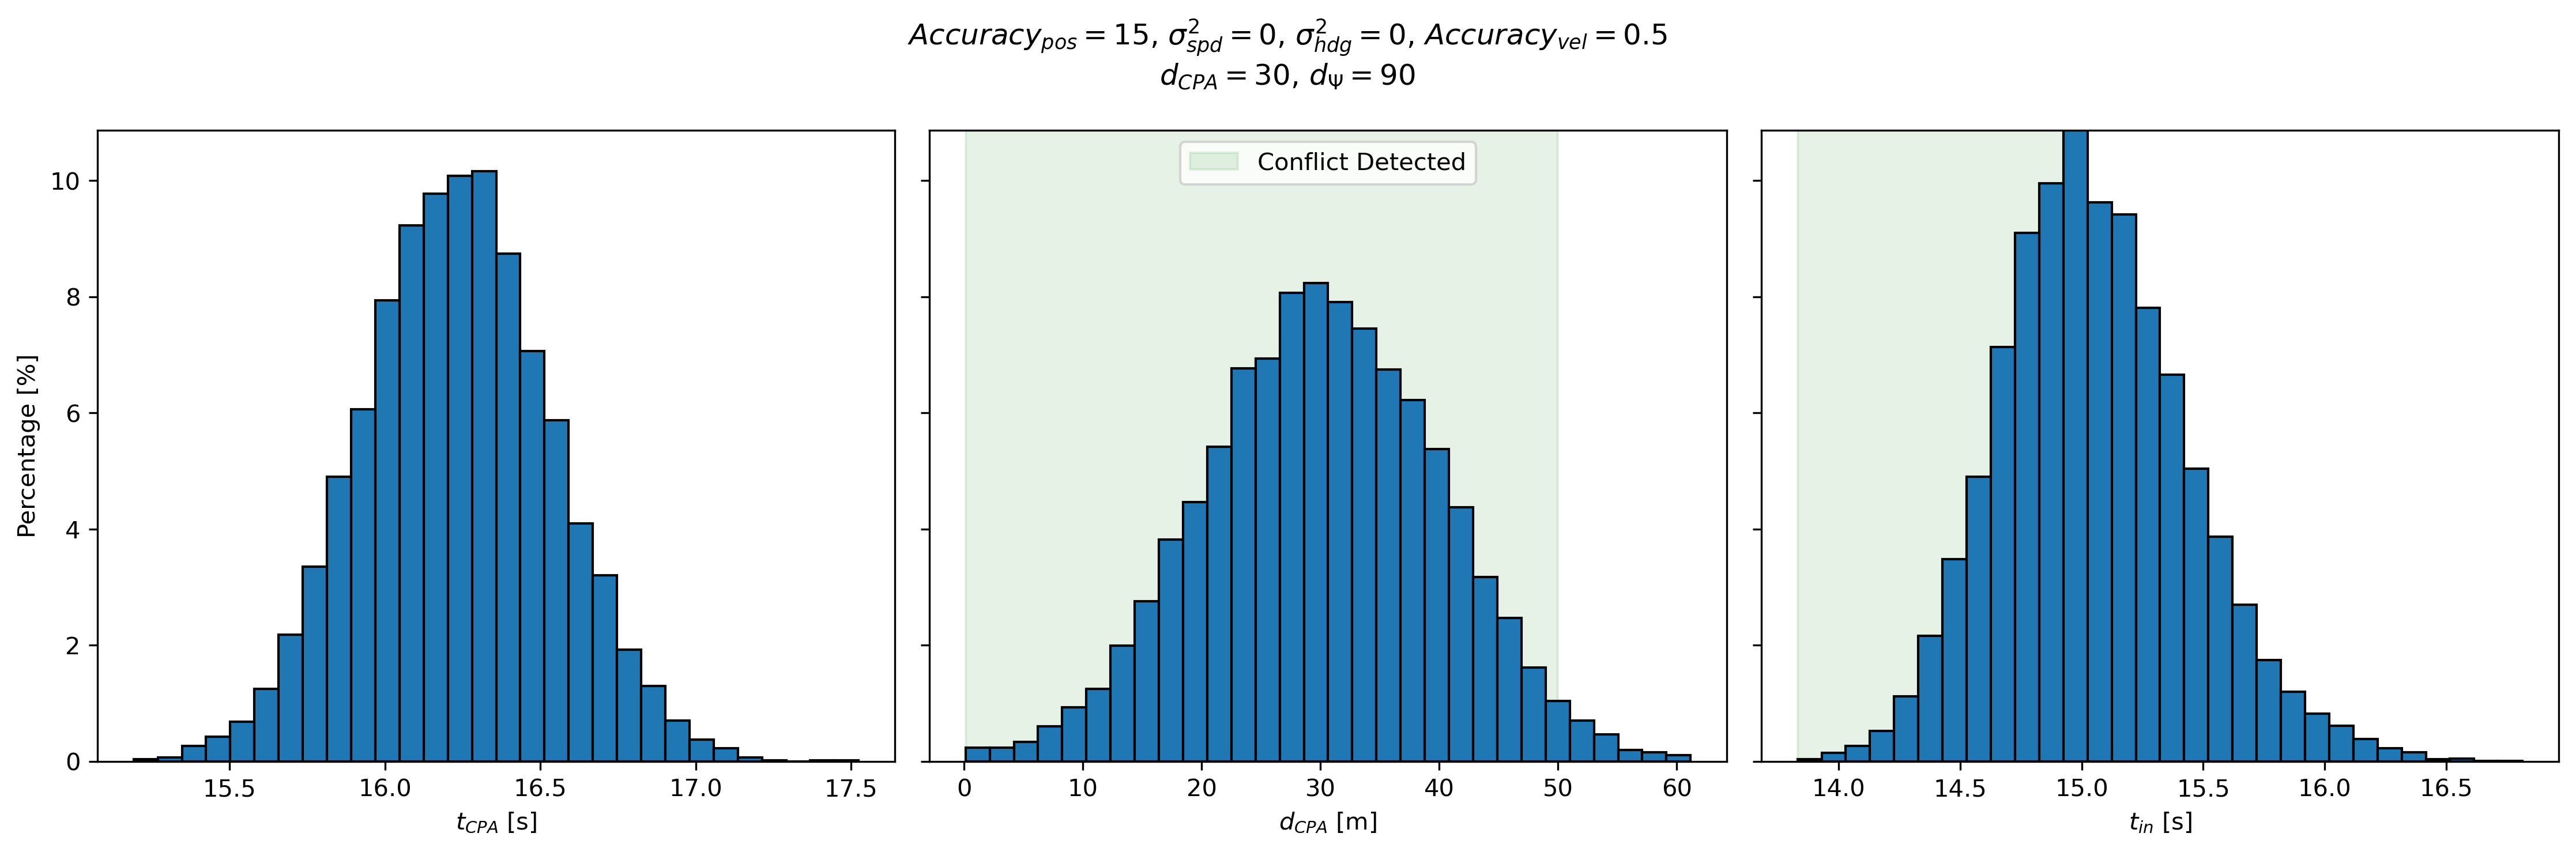 Accuracy_pos = 15, σ²_spd = 0, σ²_hdg = 0, Accuracy_vel = 0.5
d_CPA = 30, d_Ψ = 90
Conflict Detected
Percentage [%]
10
8
6
4
2
0
15.5 16.0 16.5 17.0 17.5
0 10 20 30 40 50 60
14.0 14.5 15.0 15.5 16.0 16.5
t_CPA [s]
d_CPA [m]
t_in [s]